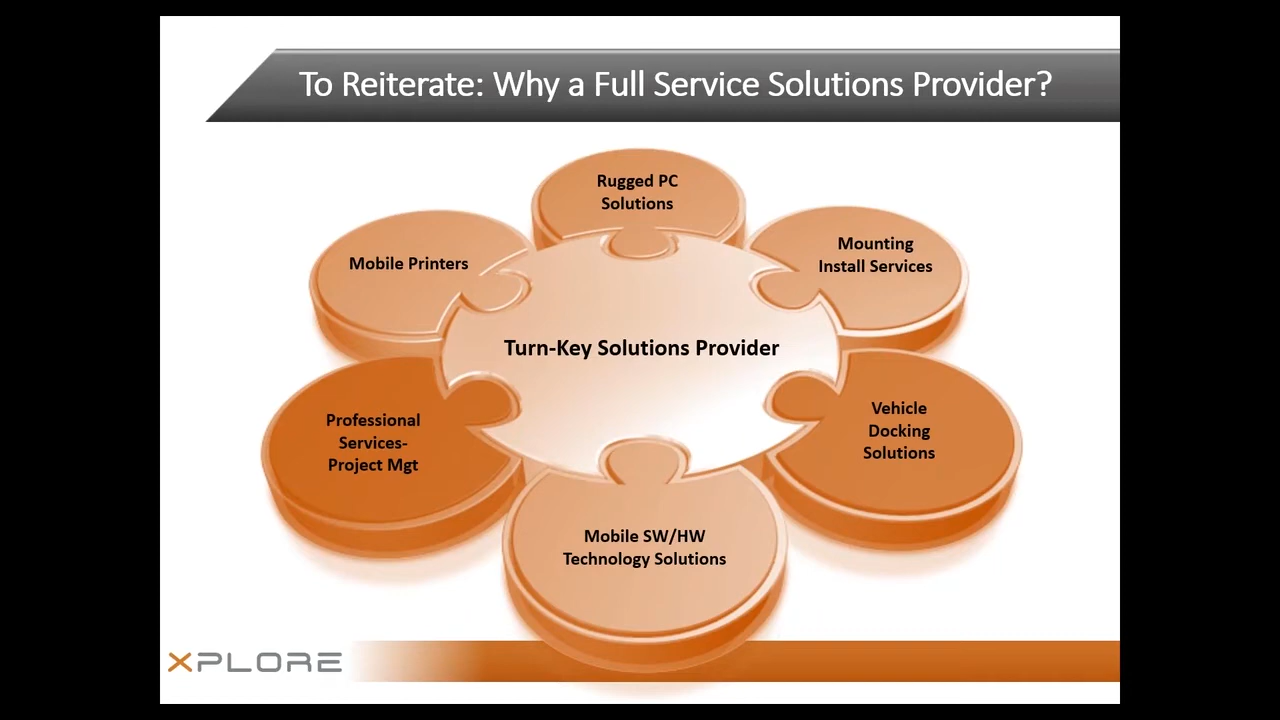 To Reiterate: Why a Full Service Solutions Provider?
Rugged PC
Solutions
Mounting
Install Services
Mobile Printers
Turn-Key Solutions Provider
Professional
Services-
Project Mgt
Vehicle
Docking
Solutions
Mobile SW/HW
Technology Solutions
XPLORE